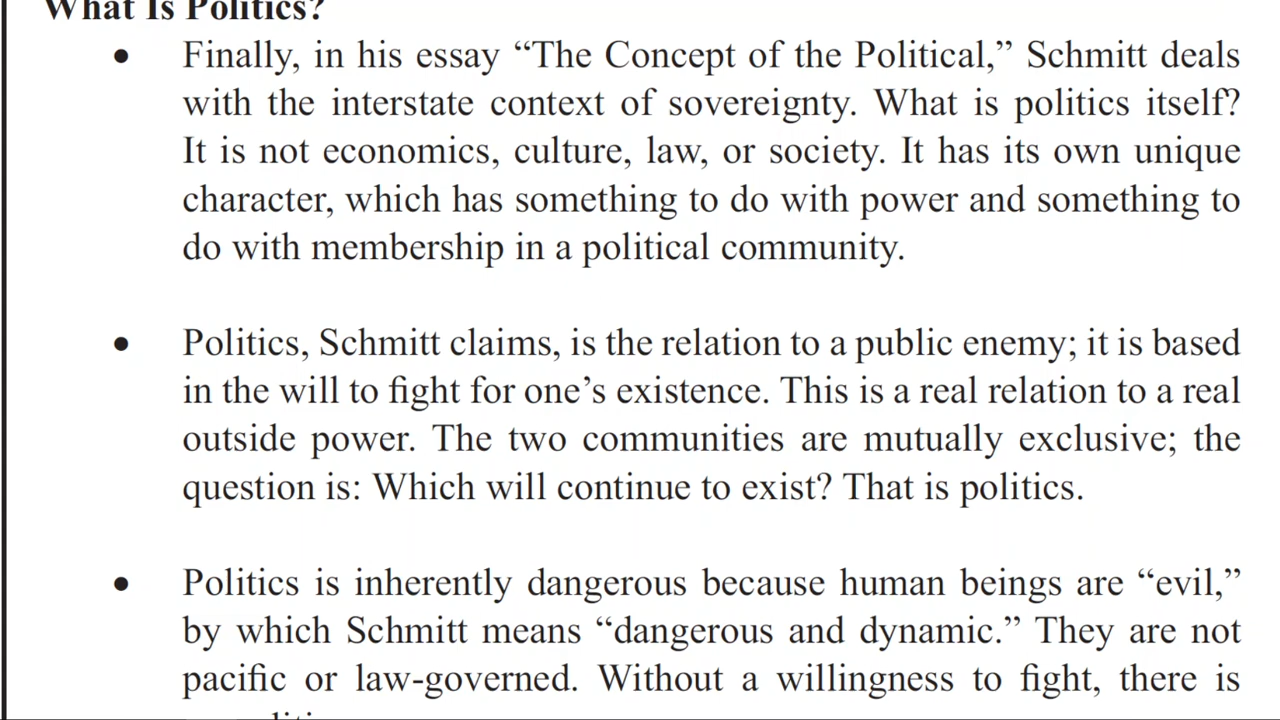 What Is Politics?
• Finally, in his essay “The Concept of the Political,” Schmitt deals
with the interstate context of sovereignty. What is politics itself?
It is not economics, culture, law, or society. It has its own unique
character, which has something to do with power and something to
do with membership in a political community.
• Politics, Schmitt claims, is the relation to a public enemy; it is based
in the will to fight for one’s existence. This is a real relation to a real
outside power. The two communities are mutually exclusive; the
question is: Which will continue to exist? That is politics.
• Politics is inherently dangerous because human beings are “evil,”
by which Schmitt means “dangerous and dynamic.” They are not
pacific or law-governed. Without a willingness to fight, there is